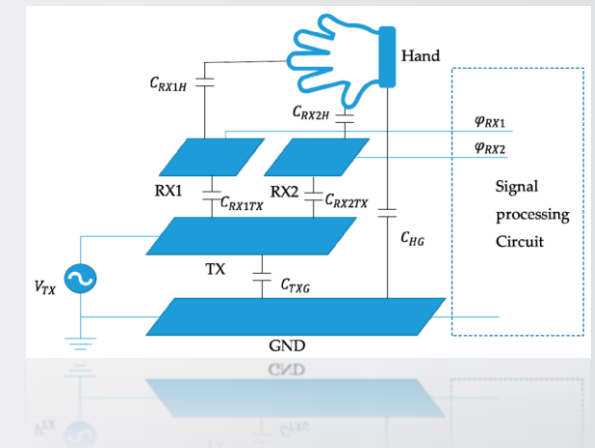 Hand
C_RX1H
C_RX2H
φ_RX1
φ_RX2
RX1
C_RX1TX
RX2
C_RX2TX
Signal
processing
Circuit
C_HG
TX
V_TX
C_TXG
GND